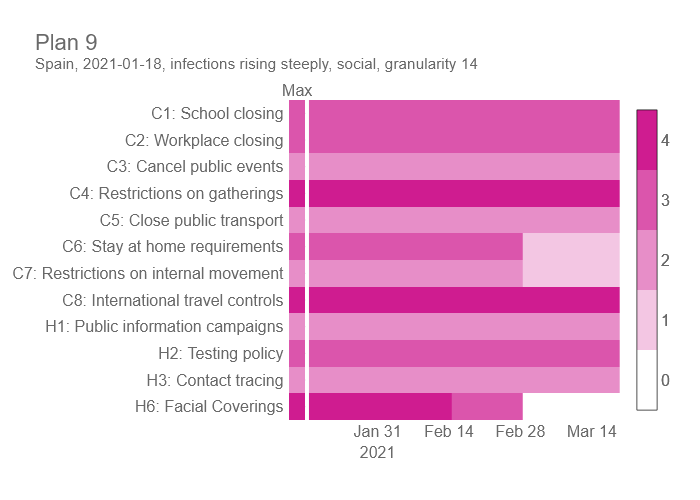 Plan 9
Spain, 2021-01-18, infections rising steeply, social, granularity 14
Max
C1: School closing
C2: Workplace closing
C3: Cancel public events
C4: Restrictions on gatherings
C5: Close public transport
C6: Stay at home requirements
C7: Restrictions on internal movement
C8: International travel controls
H1: Public information campaigns
H2: Testing policy
H3: Contact tracing
H6: Facial Coverings
Jan 31 Feb 14 Feb 28 Mar 14
2021
4
3
2
1
0